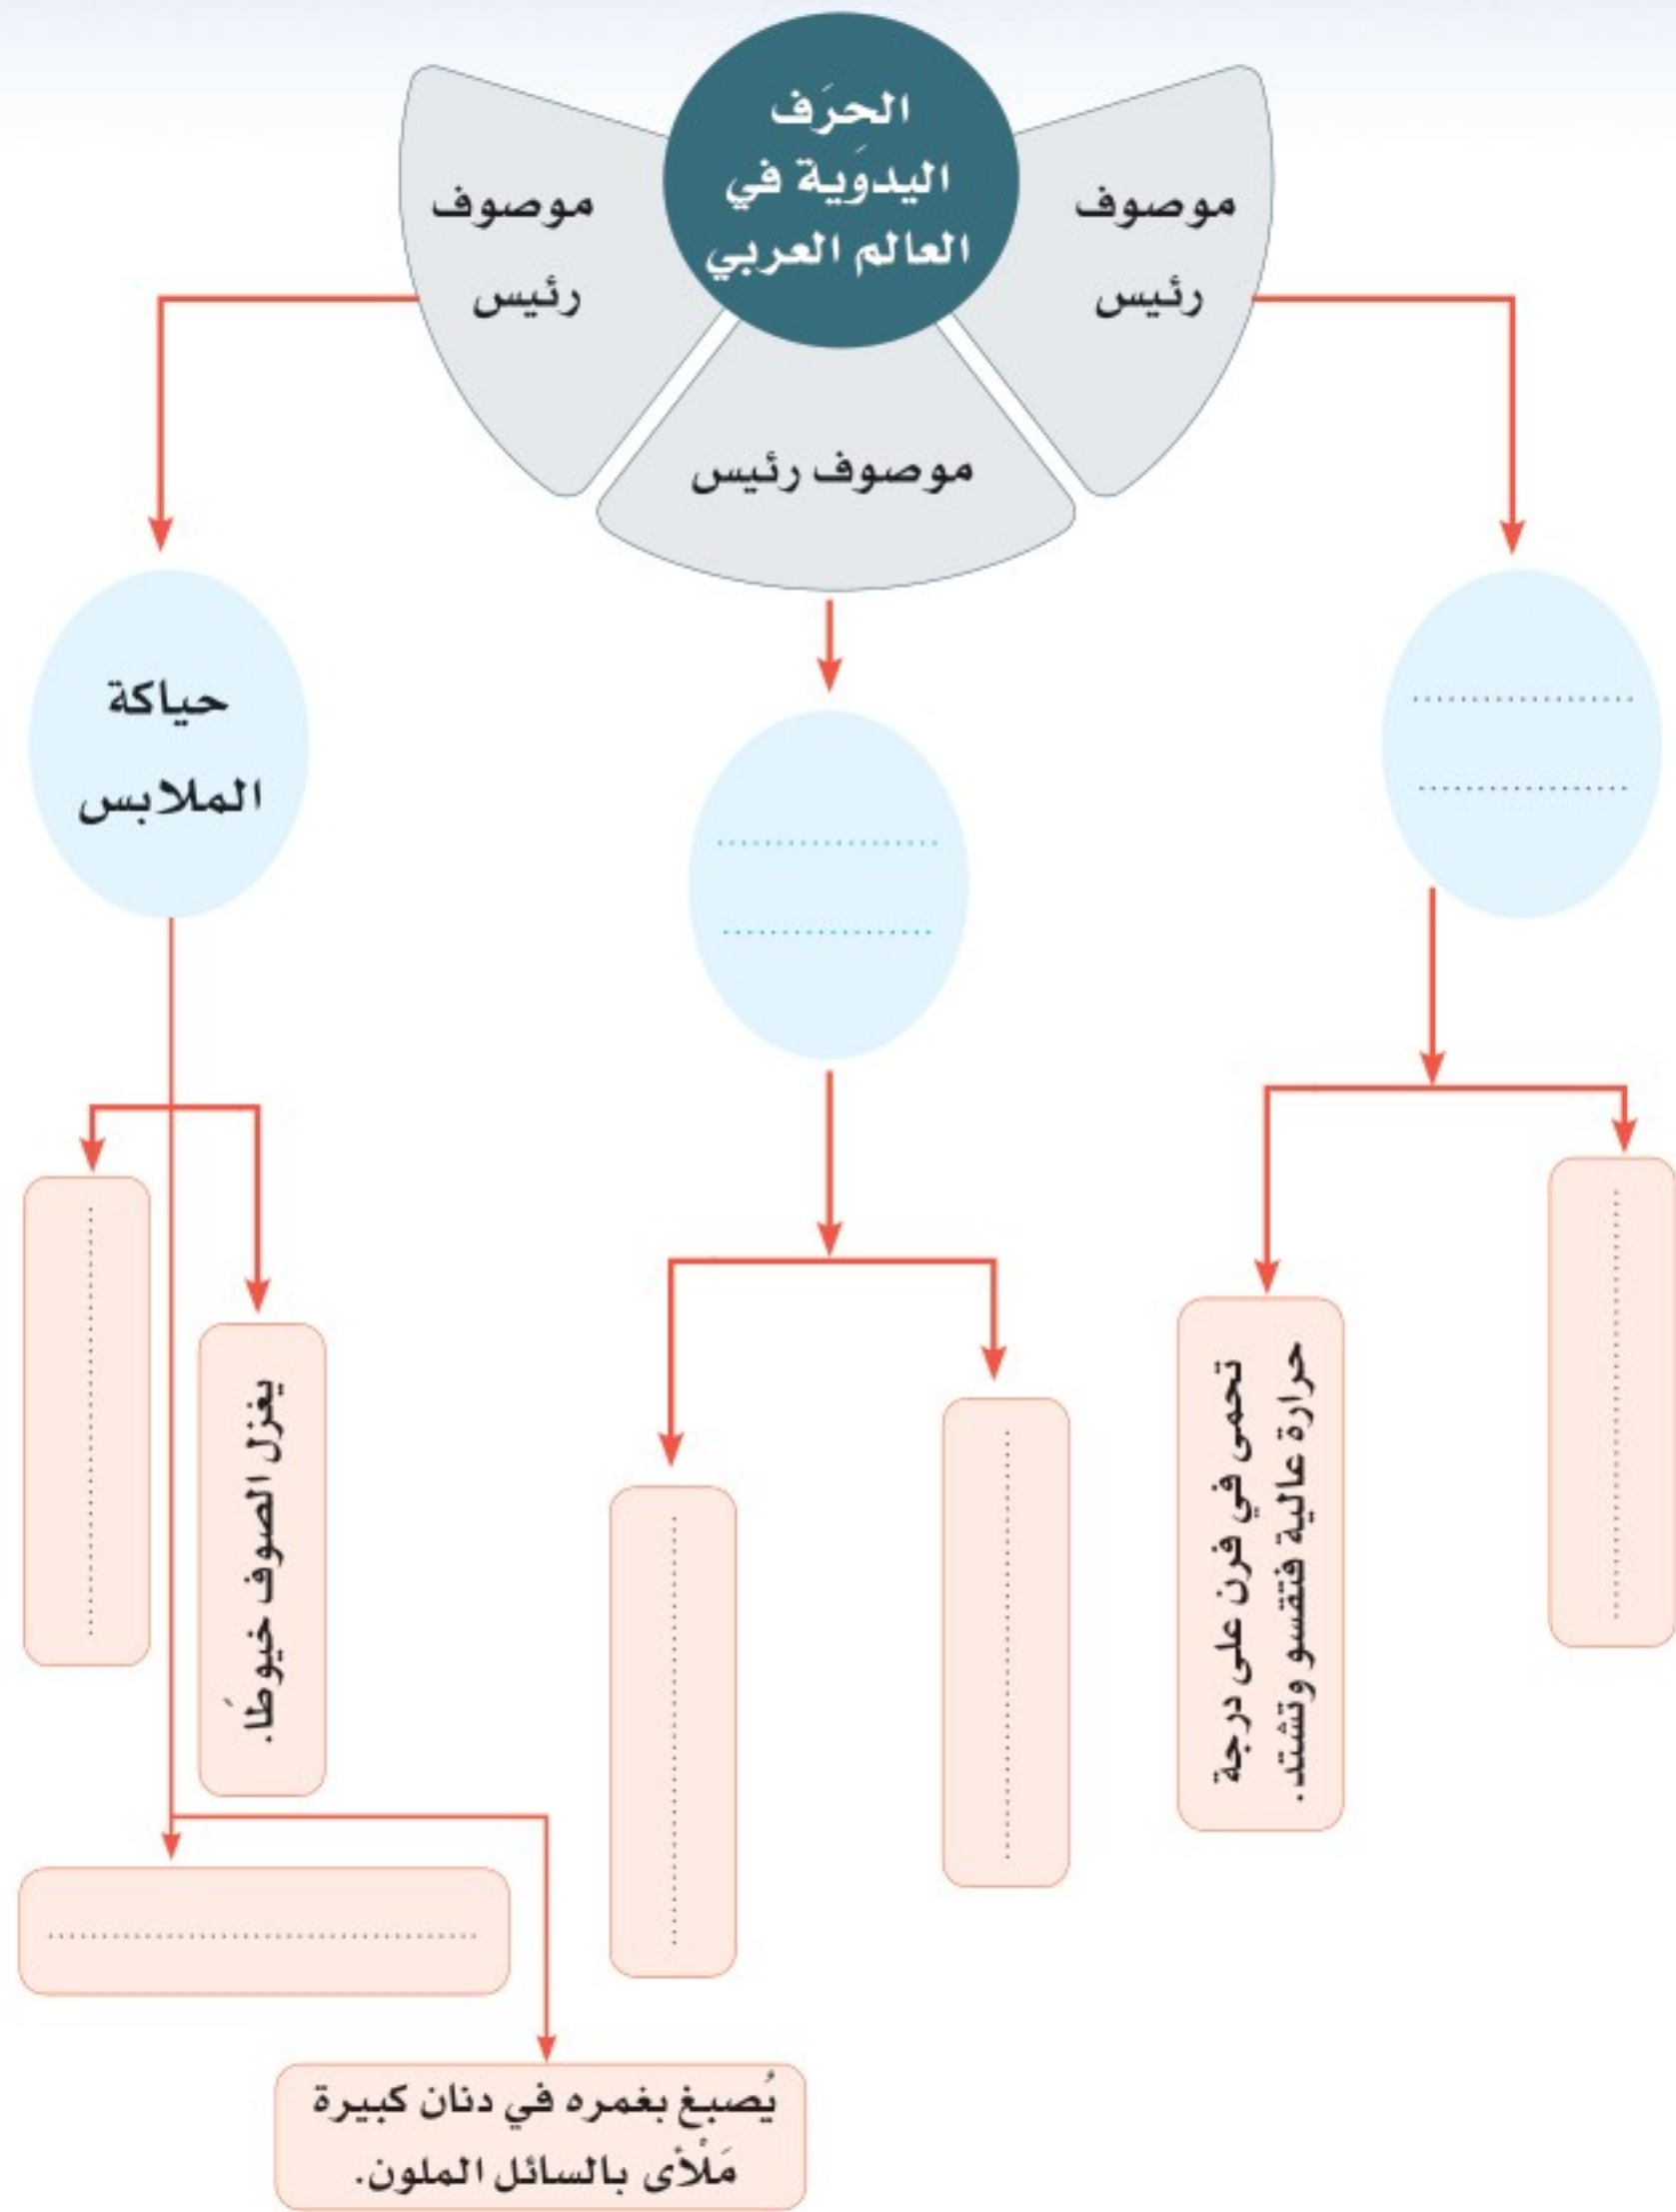 الحرَف
اليدوَية في
العالم العربي
موصوف
رئيس
موصوف رئيس
موصوف
رئيس
حياكة
الملابس
تحمى في فرن على درجة
حرارة عالية فتقسو وتشتد.
يغزل الصوف خيوطًا.
يُصبغ بغمره في دنان كبيرة
مَلْأى بالسائل الملون.